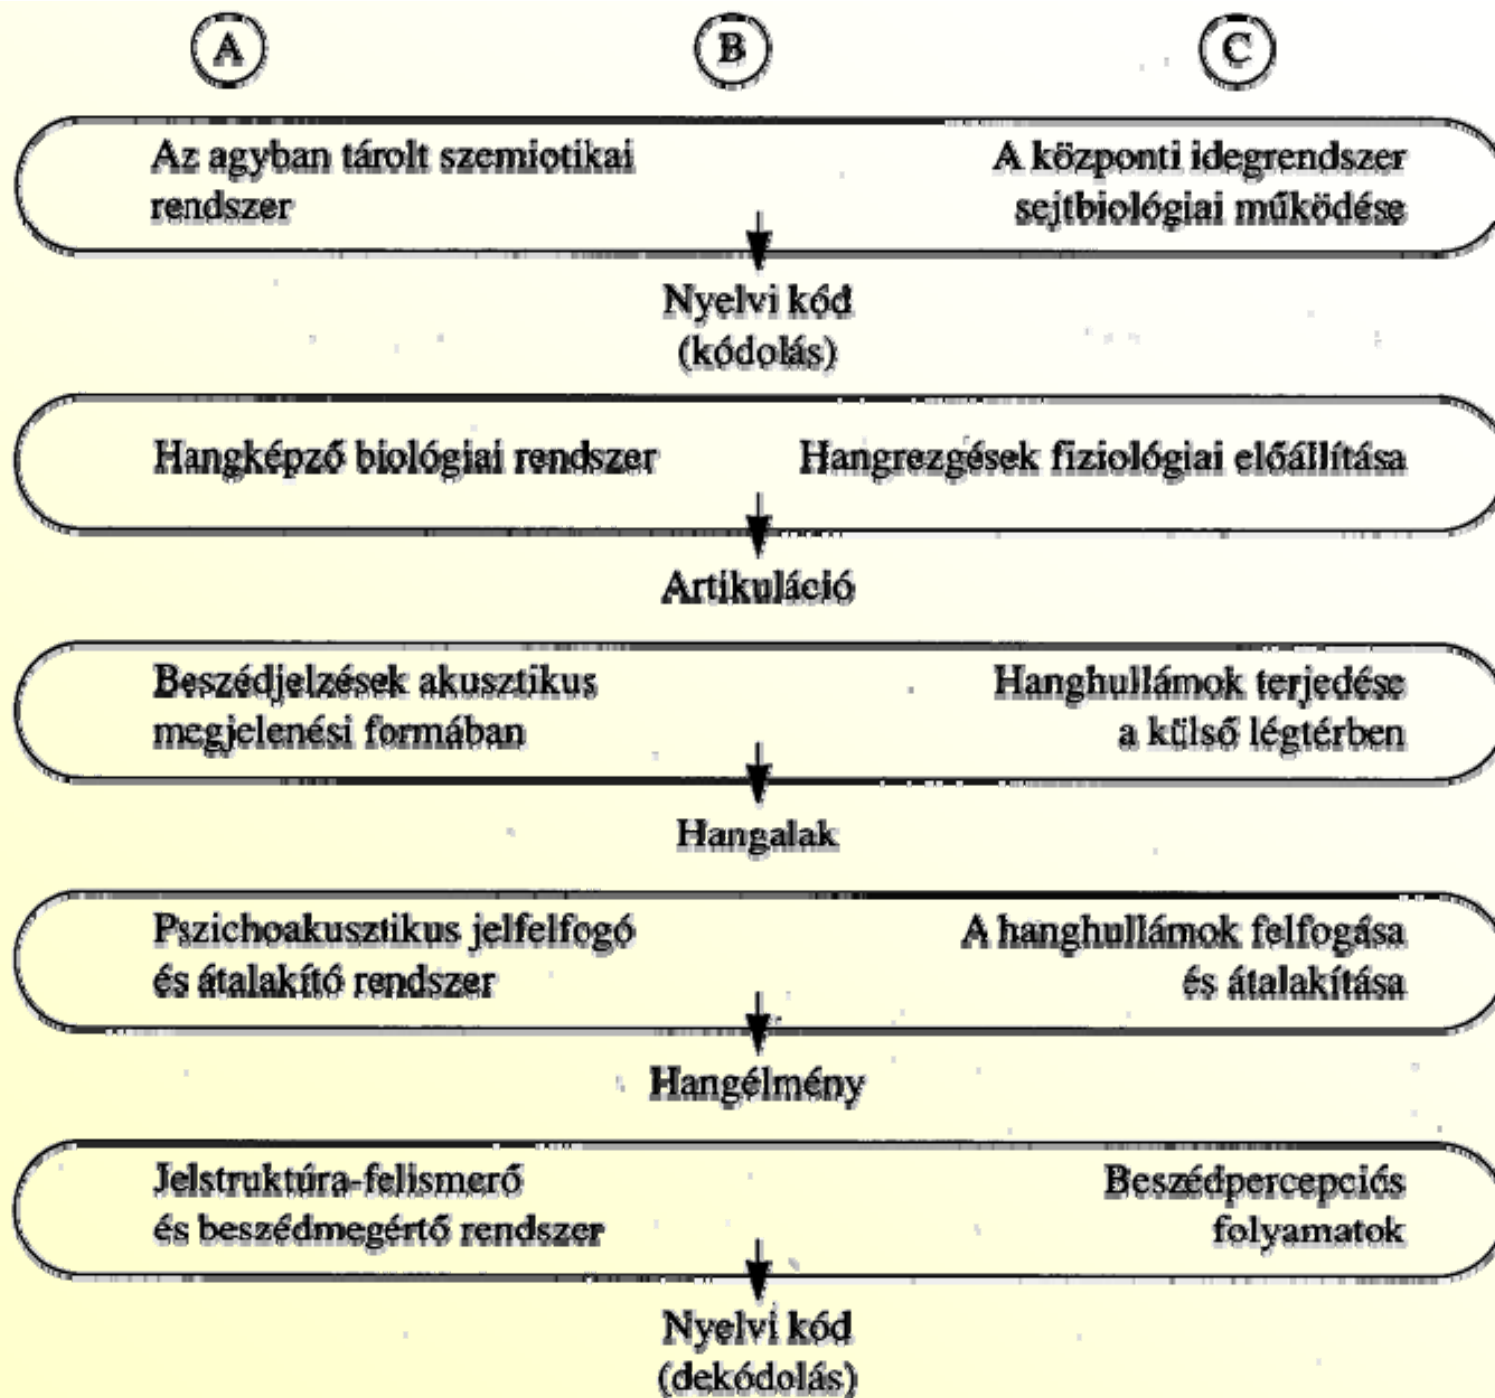 A B C
Az agyban tárolt szemiotikai A központi idegrendszer
rendszer sejtbiológiai működése
Nyelvi kód
(kódolás)
Hangképző biológiai rendszer Hangrezgések fiziológiai előállítása
Artikuláció
Beszédjelzések akusztikus Hanghullámok terjedése
megjelenési formában a külső légtérben
Hangalak
Pszichoakusztikus jelfelfogó A hanghullámok felfogása
és átalakító rendszer és átalakítása
Hangélmény
Jelstruktúra-felismerő Beszédpercepciós
és beszédmegértő rendszer folyamatok
Nyelvi kód
(dekódolás)